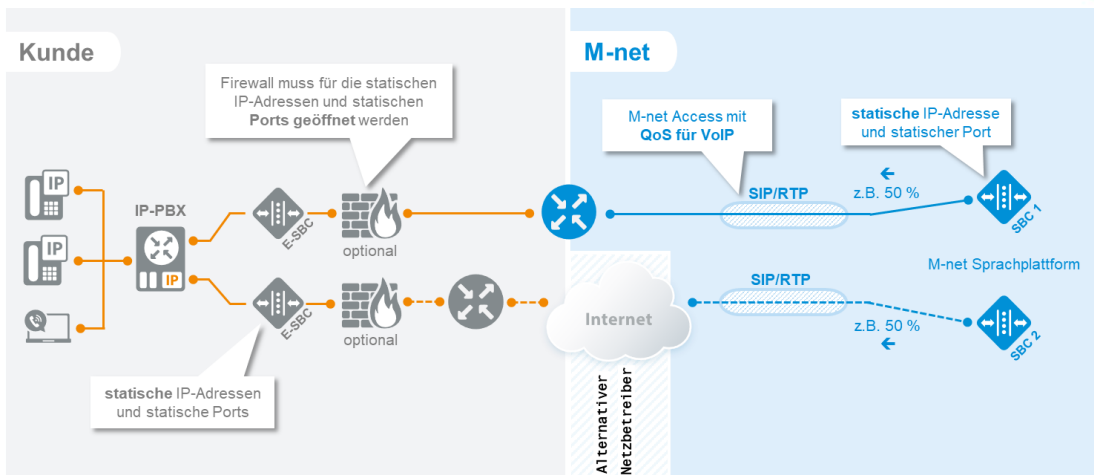 Kunde
M-net
Firewall muss für die statischen
IP-Adressen und statischen
Ports geöffnet werden
M-net Access mit
QoS für VoIP
statische IP-Adresse
und statischer Port
IP
IP-PBX
E-SBC
optional
SIP/RTP
←
z.B. 50 %
SBC 1
IP
IP
M-net Sprachplattform
E-SBC
optional
Internet
SIP/RTP
z.B. 50 %
←
SBC 2
statische IP-Adressen
und statische Ports
Alternativer
Netzbetreiber